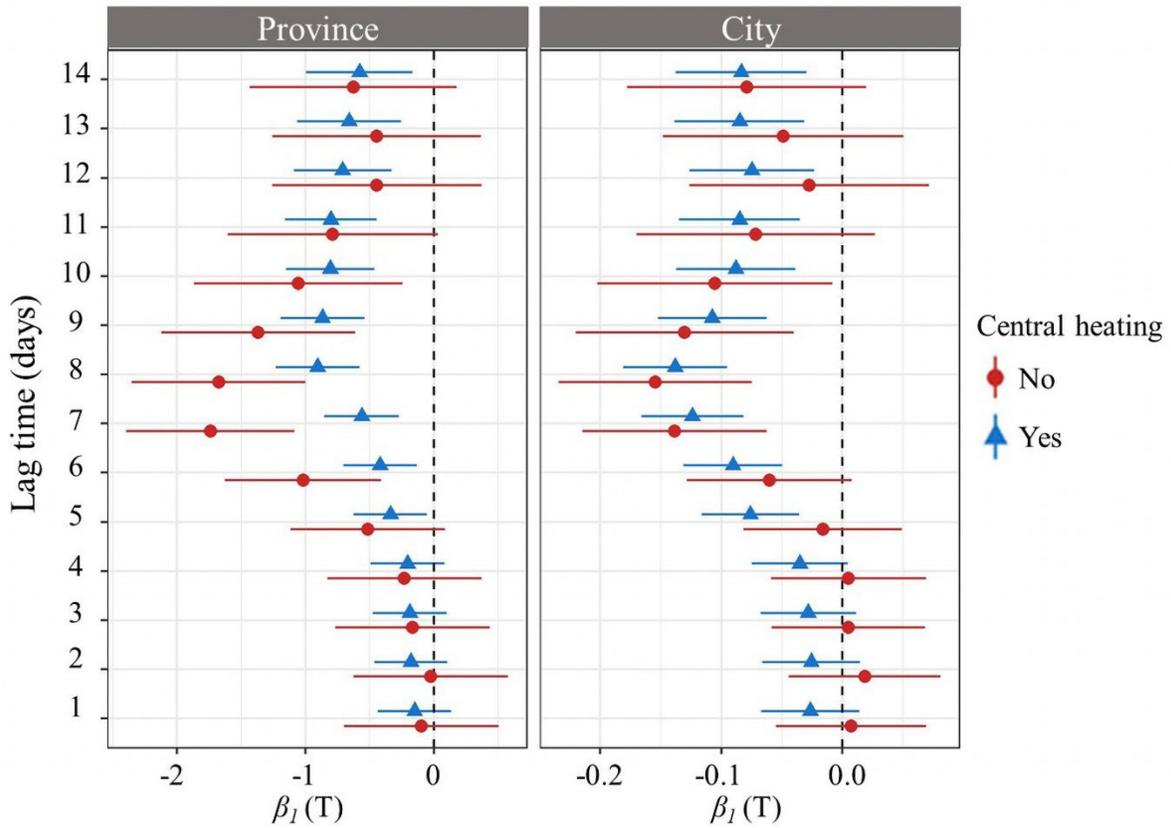 Province
City
14
13
12
11
10
9
8
7
6
5
4
3
2
1
Lag time (days)
-2 -1 0
-0.2 -0.1 0.0
β1 (T)
β1 (T)
Central heating
No
Yes